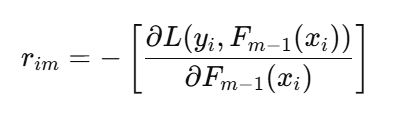 r_{im} = - \left[ \frac{\partial L(y_i, F_{m-1}(x_i))}{\partial F_{m-1}(x_i)} \right]